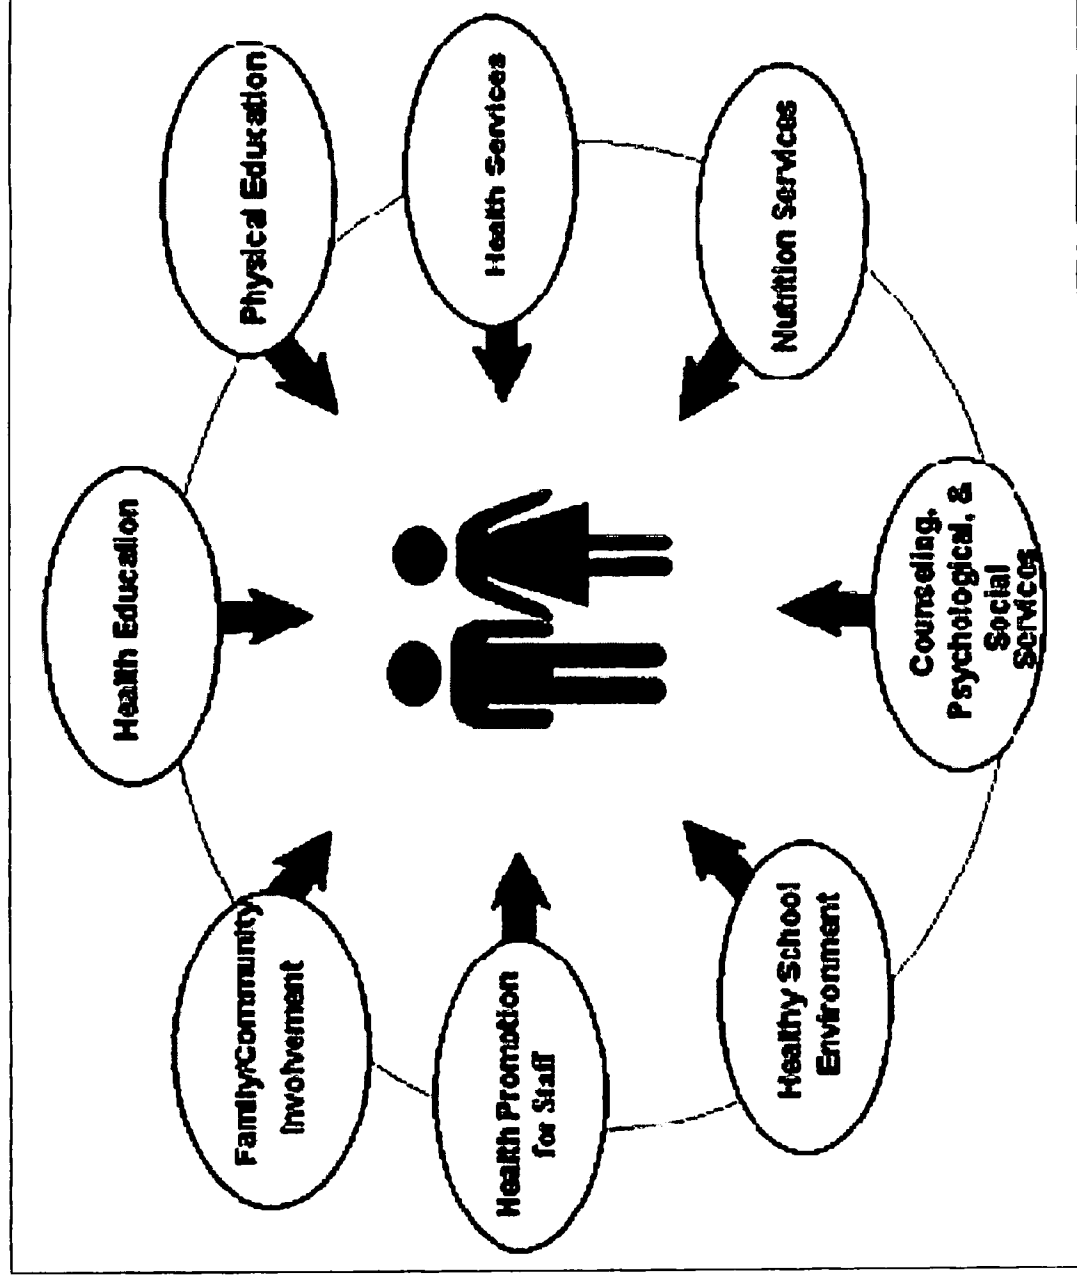 Health Education
Physical Education
Health Services
Nutrition Services
Counseling,
Psychological, &
Social
Services
Healthy School
Environment
Health Promotion
for Staff
Family/Community
Involvement